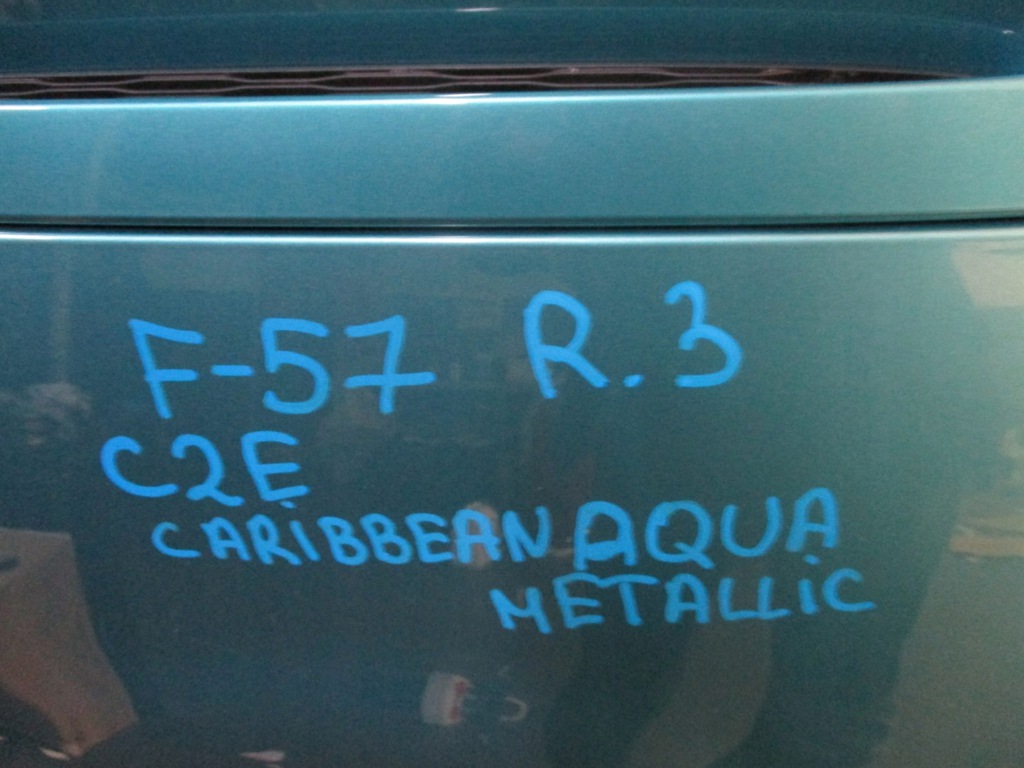 F-57 R.3
C2E
CARIBBEAN AQUA
METALLIC